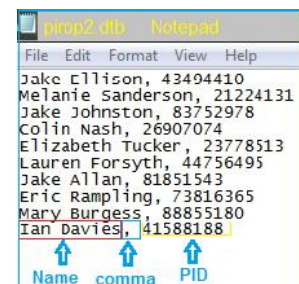 pirop2.dtb Notepad
File Edit Format View Help
Jake Ellison, 43494410
Melanie Sanderson, 21224131
Jake Johnston, 83752978
Colin Nash, 26907074
Elizabeth Tucker, 23778513
Lauren Forsyth, 44756495
Jake Allan, 81851543
Eric Rampling, 73816365
Mary Burgess, 88855180
Ian Davies, 41588188
Name comma PID